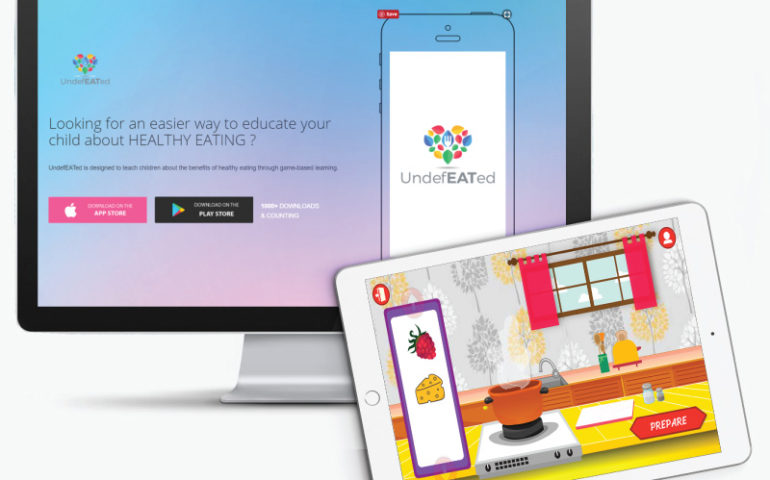 Save
UndefEATed
Looking for an easier way to educate your
child about HEALTHY EATING ?
UndefEATed is designed to teach children about the benefits of healthy eating through game-based learning.
DOWNLOAD ON THE
APP STORE
DOWNLOAD ON THE
PLAY STORE
1000+ DOWNLOADS
& COUNTING
UndefEATed
PREPARE